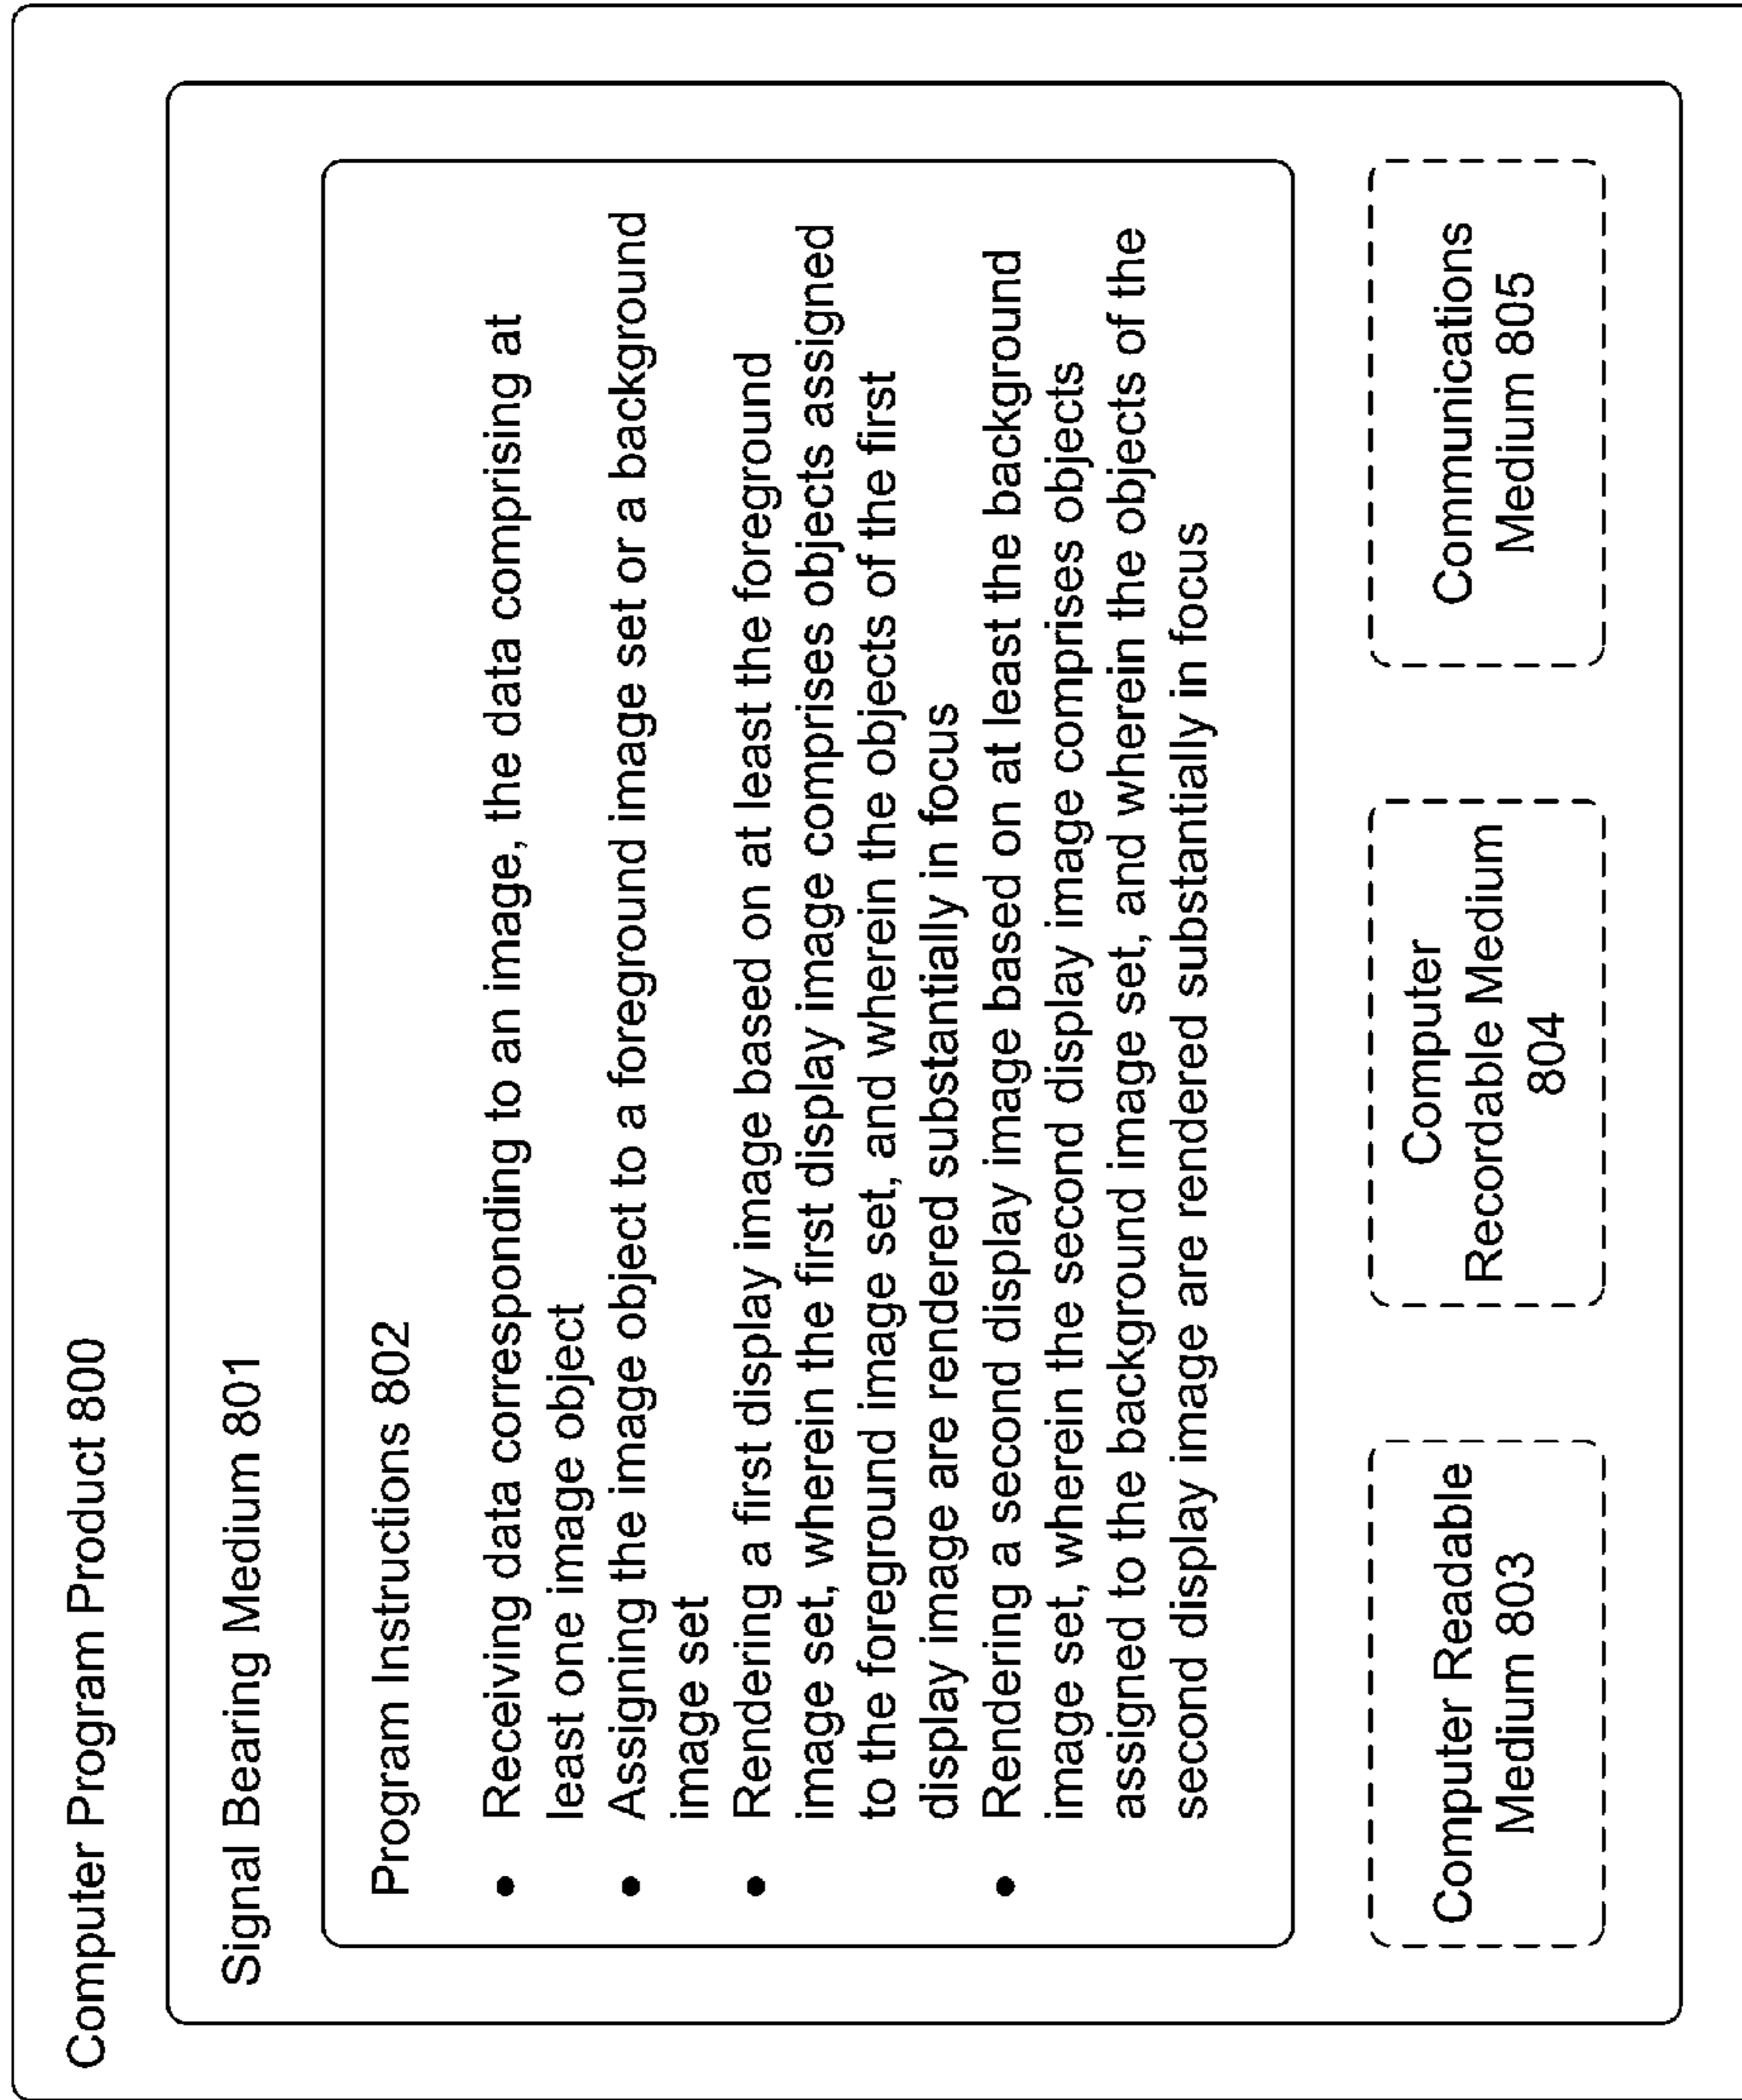 Computer Program Product 800
Signal Bearing Medium 801
Program Instructions 802
• Receiving data corresponding to an image, the data comprising at
least one image object
• Assigning the image object to a foreground image set or a background
image set
• Rendering a first display image based on at least the foreground
image set, wherein the first display image comprises objects assigned
to the foreground image set, and wherein the objects of the first
display image are rendered substantially in focus
• Rendering a second display image based on at least the background
image set, wherein the second display image comprises objects
assigned to the background image set, and wherein the objects of the
second display image are rendered substantially in focus
Computer Readable
Medium 803
Computer
Recordable Medium
804
Communications
Medium 805